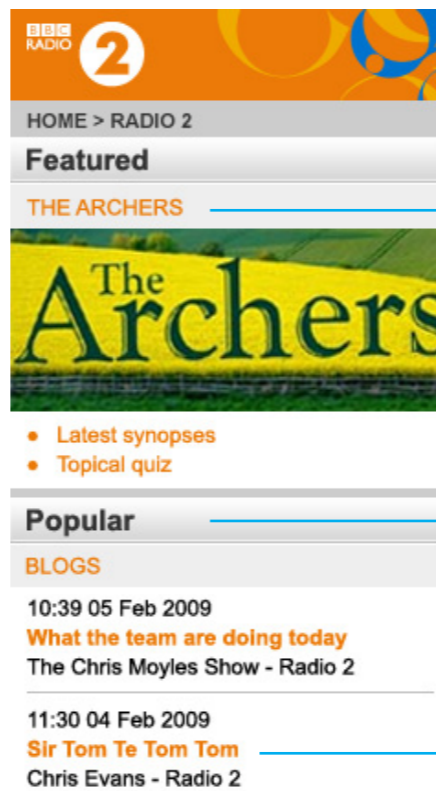 BBC
RADIO 2
HOME > RADIO 2
Featured
THE ARCHERS
The
Archers
Latest synopses
Topical quiz
Popular
BLOGS
10:39 05 Feb 2009
What the team are doing today
The Chris Moyles Show - Radio 2
11:30 04 Feb 2009
Sir Tom Te Tom Tom
Chris Evans - Radio 2